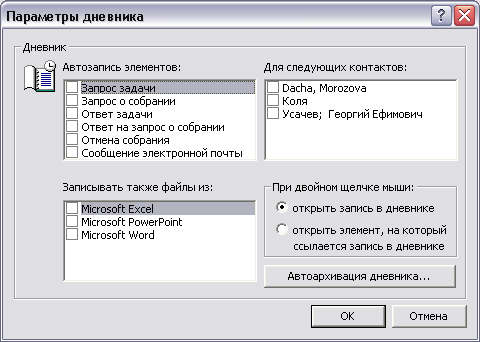 Параметры дневника
Дневник
Автозапись элементов:
Запрос задачи
Запрос о собрании
Ответ задачи
Ответ на запрос о собрании
Отмена собрания
Сообщение электронной почты
Для следующих контактов:
Dacha, Morozova
Коля
Усачев; Георгий Ефимович
Записывать также файлы из:
Microsoft Excel
Microsoft PowerPoint
Microsoft Word
При двойном щелчке мыши:
открыть запись в дневнике
открыть элемент, на который
ссылается запись в дневнике
Автоархивация дневника...
ОК
Отмена